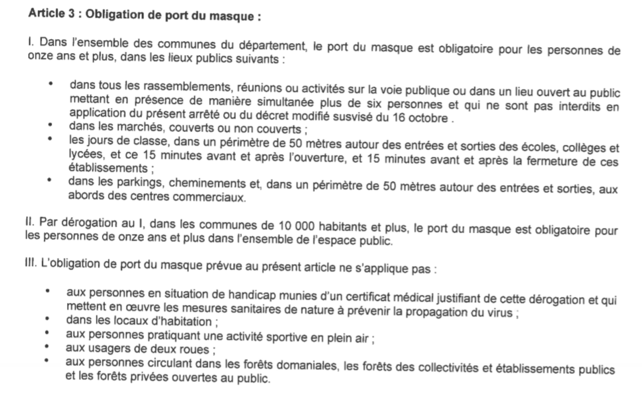 Article 3 : Obligation de port du masque :
I. Dans l'ensemble des communes du département, le port du masque est obligatoire pour les personnes de
onze ans et plus, dans les lieux publics suivants :
• dans tous les rassemblements, réunions ou activités sur la voie publique ou dans un lieu ouvert au public
mettant en présence de manière simultanée plus de six personnes et qui ne sont pas interdits en
application du présent arrêté ou du décret modifié susvisé du 16 octobre .
• dans les marchés, couverts ou non couverts ;
• les jours de classe, dans un périmètre de 50 mètres autour des entrées et sorties des écoles, collèges et
lycées, et ce 15 minutes avant et après l'ouverture, et 15 minutes avant et après la fermeture de ces
établissements ;
• dans les parkings, cheminements et, dans un périmètre de 50 mètres autour des entrées et sorties, aux
abords des centres commerciaux.
II. Par dérogation au I, dans les communes de 10 000 habitants et plus, le port du masque est obligatoire pour
les personnes de onze ans et plus dans l'ensemble de l'espace public.
III. L'obligation de port du masque prévue au présent article ne s'applique pas :
• aux personnes en situation de handicap munies d'un certificat médical justifiant de cette dérogation et qui
mettent en œuvre les mesures sanitaires de nature à prévenir la propagation du virus ;
• dans les locaux d'habitation ;
• aux personnes pratiquant une activité sportive en plein air ;
• aux usagers de deux roues ;
• aux personnes circulant dans les forêts domaniales, les forêts des collectivités et établissements publics
et les forêts privées ouvertes au public.